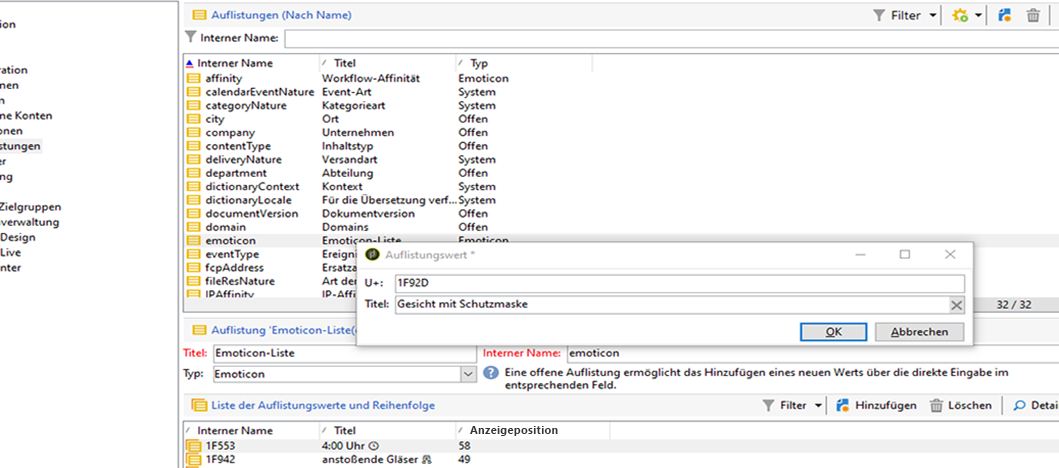 ion
Auflistungen (Nach Name)
Filter
Interner Name:
Interner Name Titel Typ
affinity Workflow-Affinität Emoticon
calendarEventNature Event-Art System
categoryNature Kategorieart System
city Ort Offen
company Unternehmen Offen
contentType Inhaltstyp Offen
deliveryNature Versandart System
department Abteilung Offen
dictionaryContext Kontext System
dictionaryLocale Für die Übersetzung verf... System
documentVersion Dokumentversion Offen
domain Domains Offen
emoticon Emoticon-Liste Emoticon
eventType Ereigni
fcpAddress Ersatza
fileResNature Art der
IPAffinity IP-Affi
ration
nen
n
ne Konten
onen
stungen
er
ng
Zielgruppen
verwaltung
Design
Live
nter
Auflistungswert *
U+: 1F92D
Titel: Gesicht mit Schutzmaske
OK Abbrechen
32 / 32
Auflistung 'Emoticon-Liste(
Titel: Emoticon-Liste Interner Name: emoticon
Typ: Emoticon
Eine offene Auflistung ermöglicht das Hinzufügen eines neuen Werts über die direkte Eingabe im
entsprechenden Feld.
Liste der Auflistungswerte und Reihenfolge
Filter Hinzufügen Löschen Detai
Interner Name Titel Anzeigeposition
1F553 4:00 Uhr 🕓 58
1F942 anstoßende Gläser 🥂 49